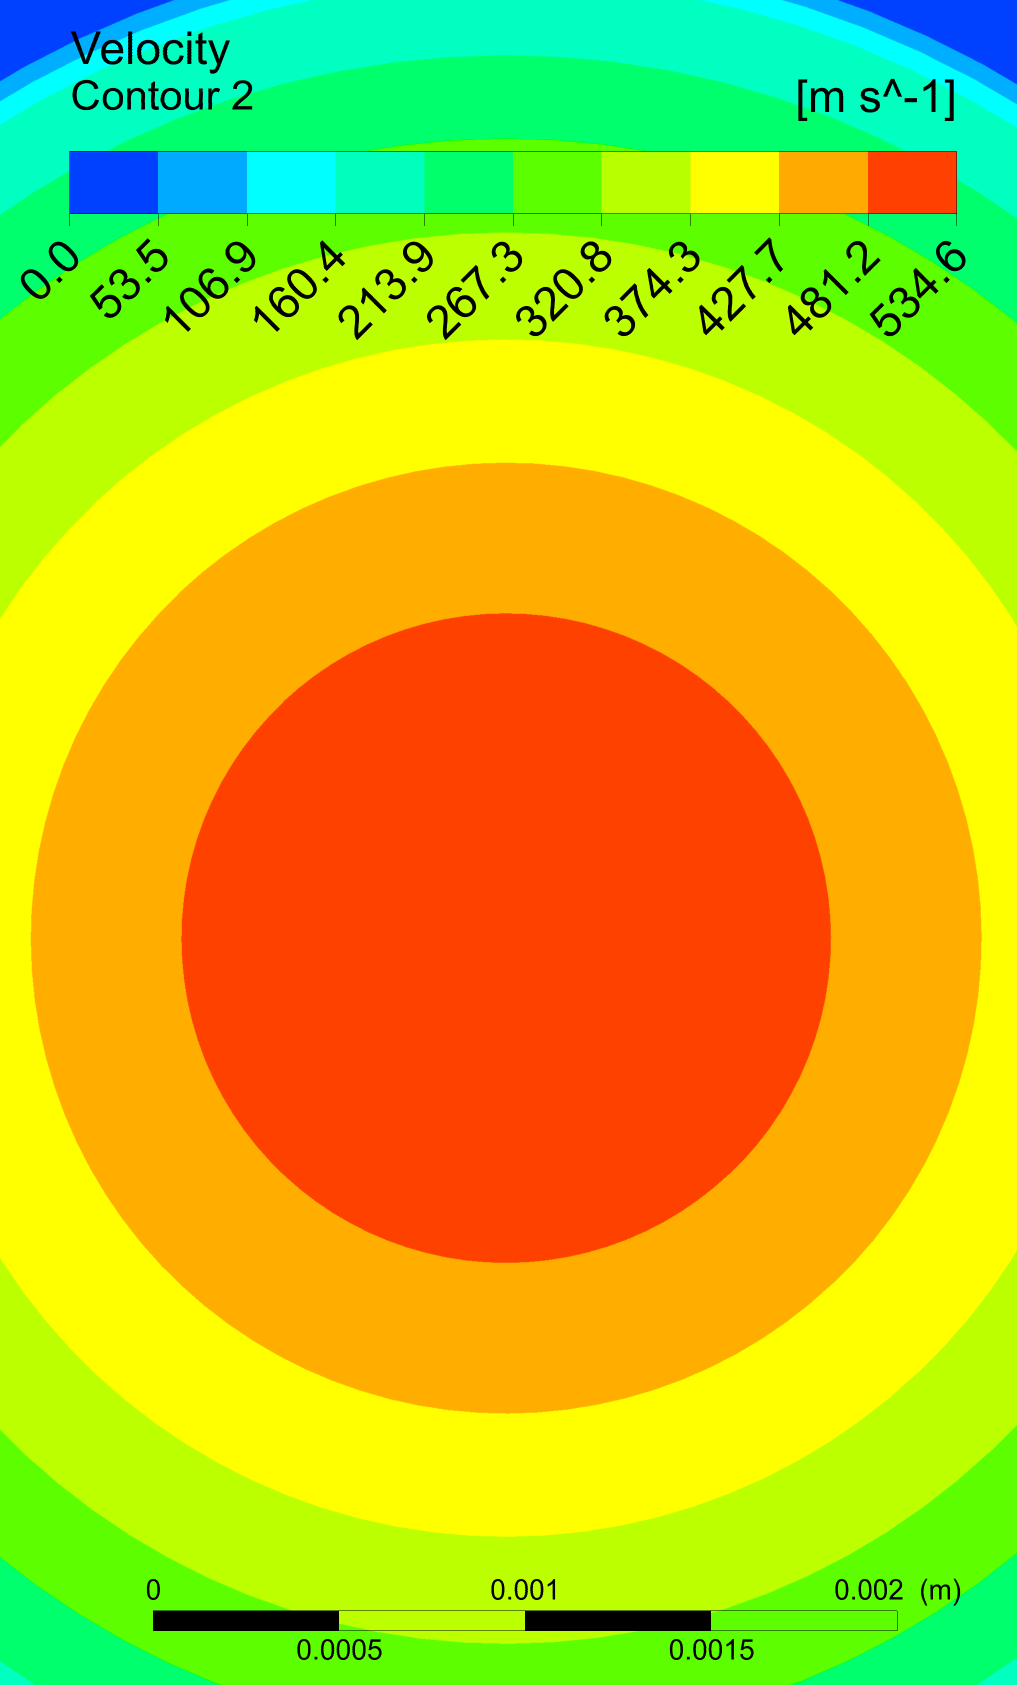 Velocity
Contour 2
[m s^-1]
0.0 53.5 106.9 160.4 213.9 267.3 320.8 374.3 427.7 481.2 534.6
0 0.001 0.002 (m)
0.0005 0.0015